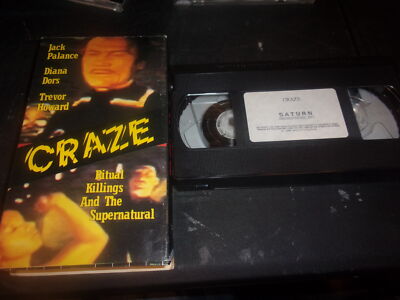 Jack
Palance
Diana
Dors
Trevor
Howard
CRAZE
Ritual
Killings
And The
Supernatural
CRAZE
SATURN